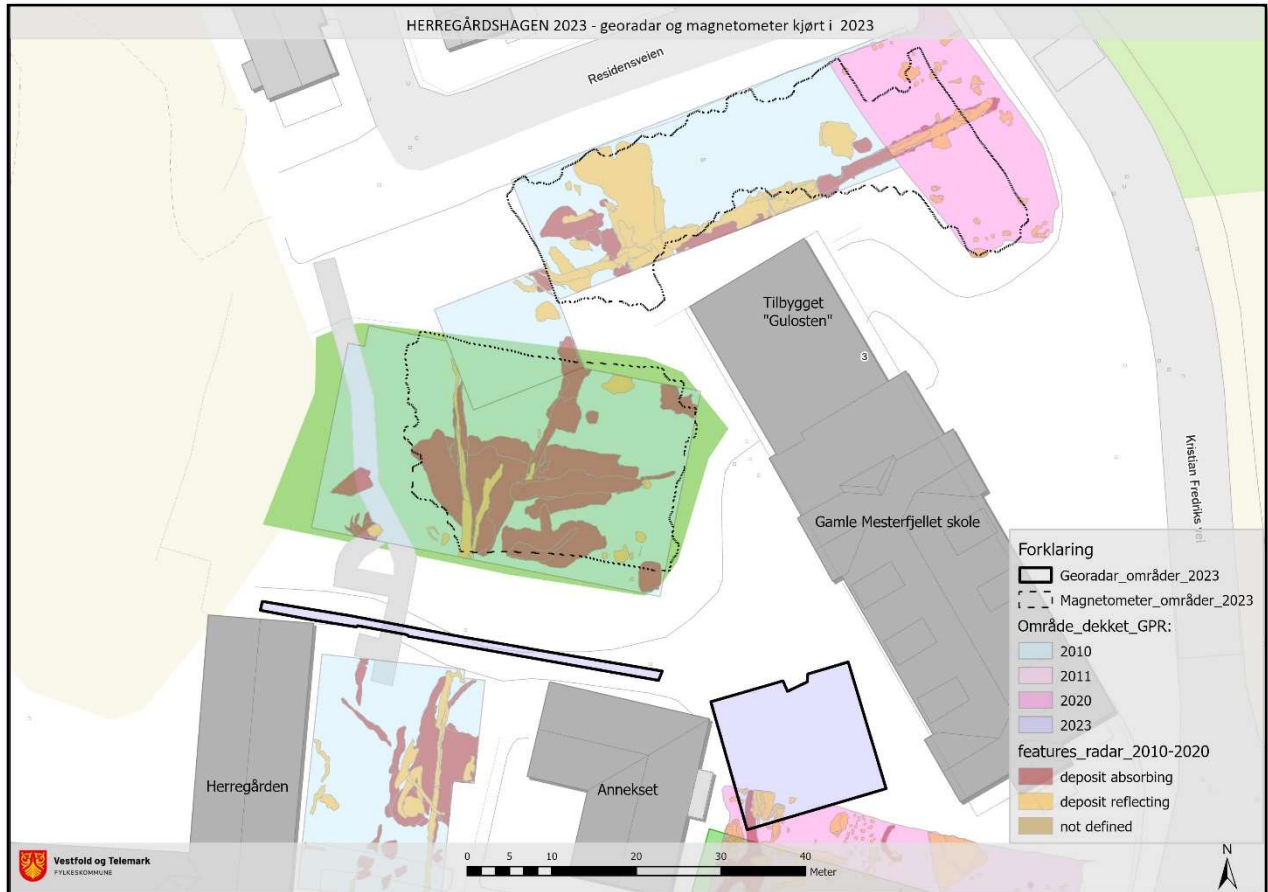 HERREGÅRDSHAGEN 2023 - georadar og magnetometer kjørt i 2023
Residensveien
Tilbygget
"Gulosten"
3
Kristian Fredriks vei
Gamle Mesterfjellet skole
Herregården
Annekset
Forklaring
Georadar_områder_2023
Magnetometer_områder_2023
Område_dekket_GPR:
2010
2011
2020
2023
features_radar_2010-2020
deposit absorbing
deposit reflecting
not defined
Vestfold og Telemark
FYLKESKOMMUNE
0 5 10 20 30 40
Meter
N